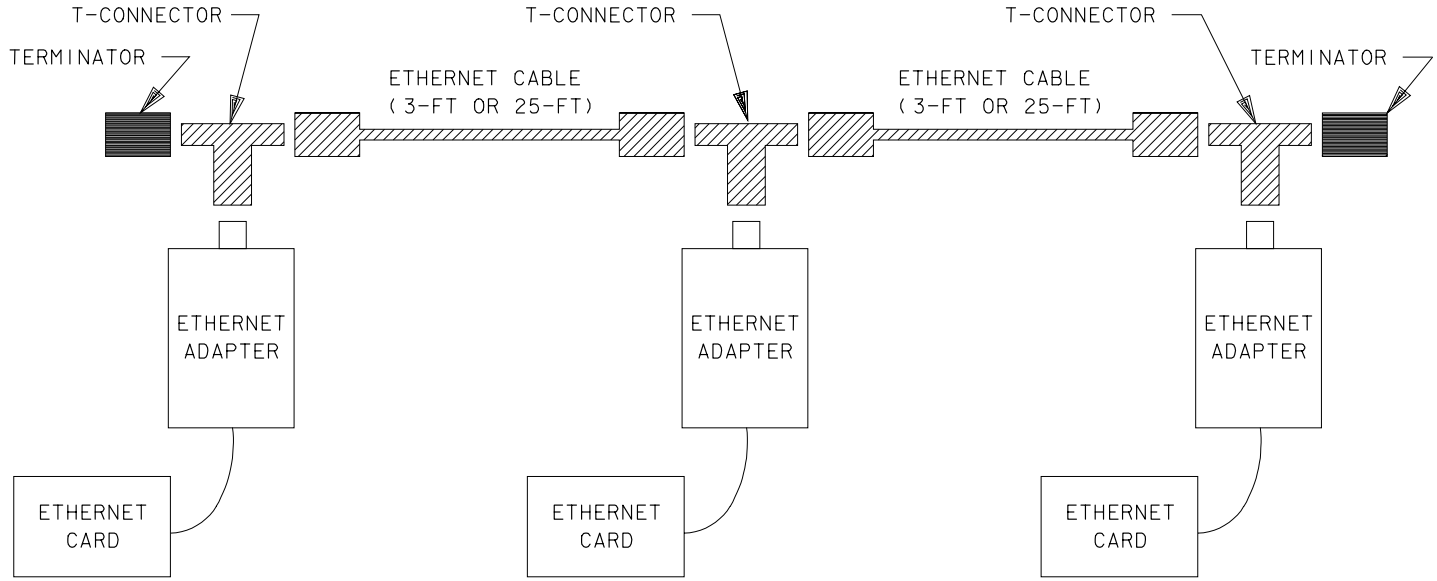 T-CONNECTOR
T-CONNECTOR
T-CONNECTOR
TERMINATOR
TERMINATOR
ETHERNET CABLE
(3-FT OR 25-FT)
ETHERNET CABLE
(3-FT OR 25-FT)
ETHERNET
ADAPTER
ETHERNET
ADAPTER
ETHERNET
ADAPTER
ETHERNET
CARD
ETHERNET
CARD
ETHERNET
CARD